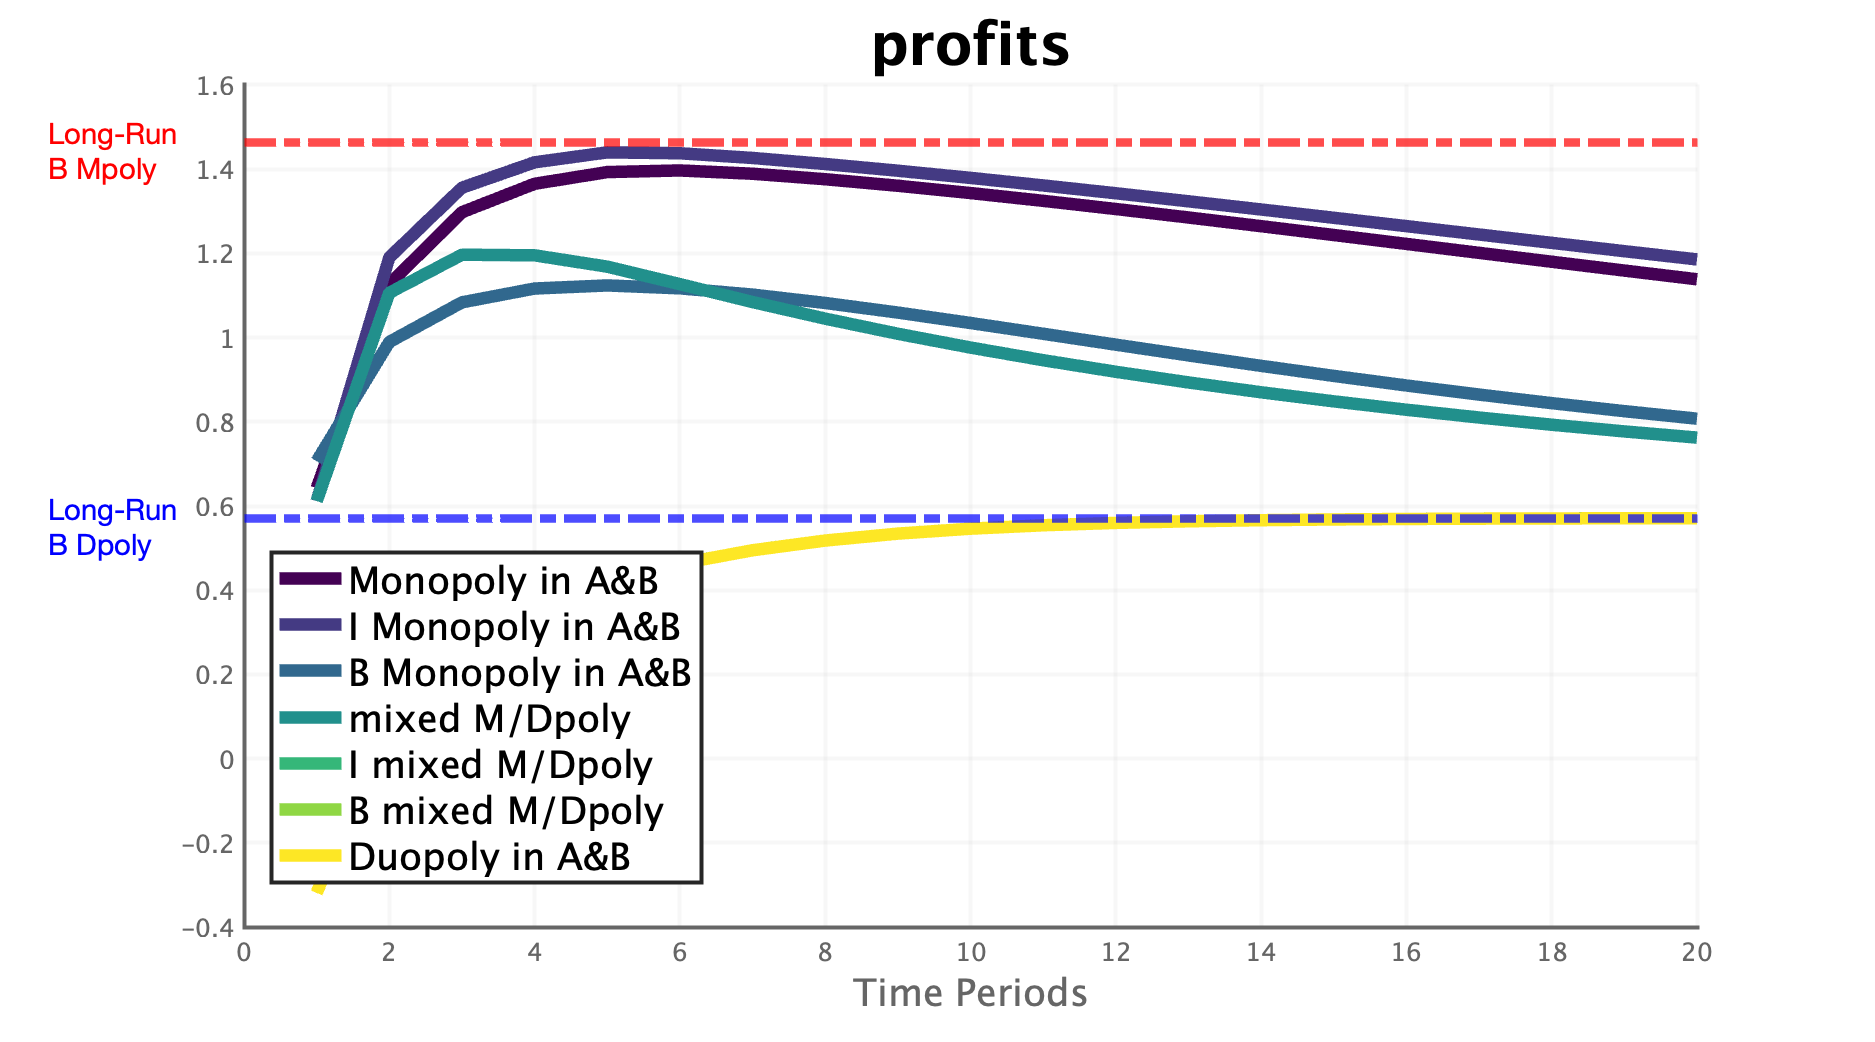 profits
1.6
Long-Run
B Mpoly
1.4
1.2
1
0.8
0.6
Long-Run
B Dpoly
0.4
0.2
0
−0.2
−0.4
Monopoly in A&B
I Monopoly in A&B
B Monopoly in A&B
mixed M/Dpoly
I mixed M/Dpoly
B mixed M/Dpoly
Duopoly in A&B
0 2 4 6 8 10 12 14 16 18 20
Time Periods